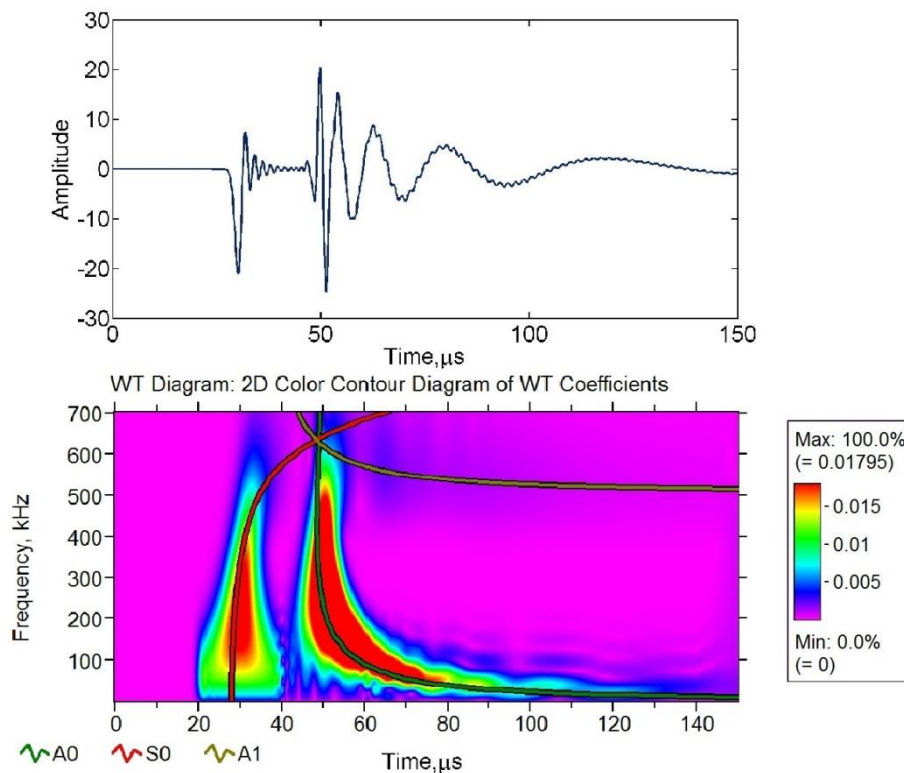 30
20
10
0
-10
-20
-30
Amplitude
0 50 100 150
Time,μs
WT Diagram: 2D Color Contour Diagram of WT Coefficients
700
600
500
400
300
200
100
Frequency, kHz
0 20 40 60 80 100 120 140
Time,μs
A0 S0 A1
Max: 100.0%
(= 0.01795)
0.015
0.01
0.005
Min: 0.0%
(= 0)